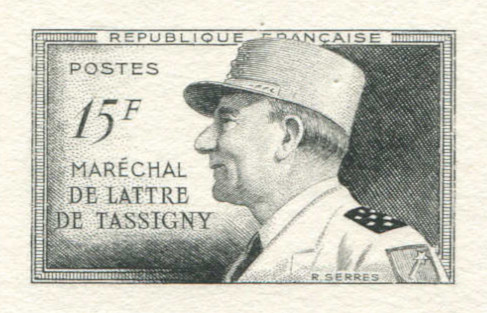 REPUBLIQUE FRANÇAISE
POSTES
15F
MARÉCHAL
DE LATTRE
DE TASSIGNY
R. SERRES